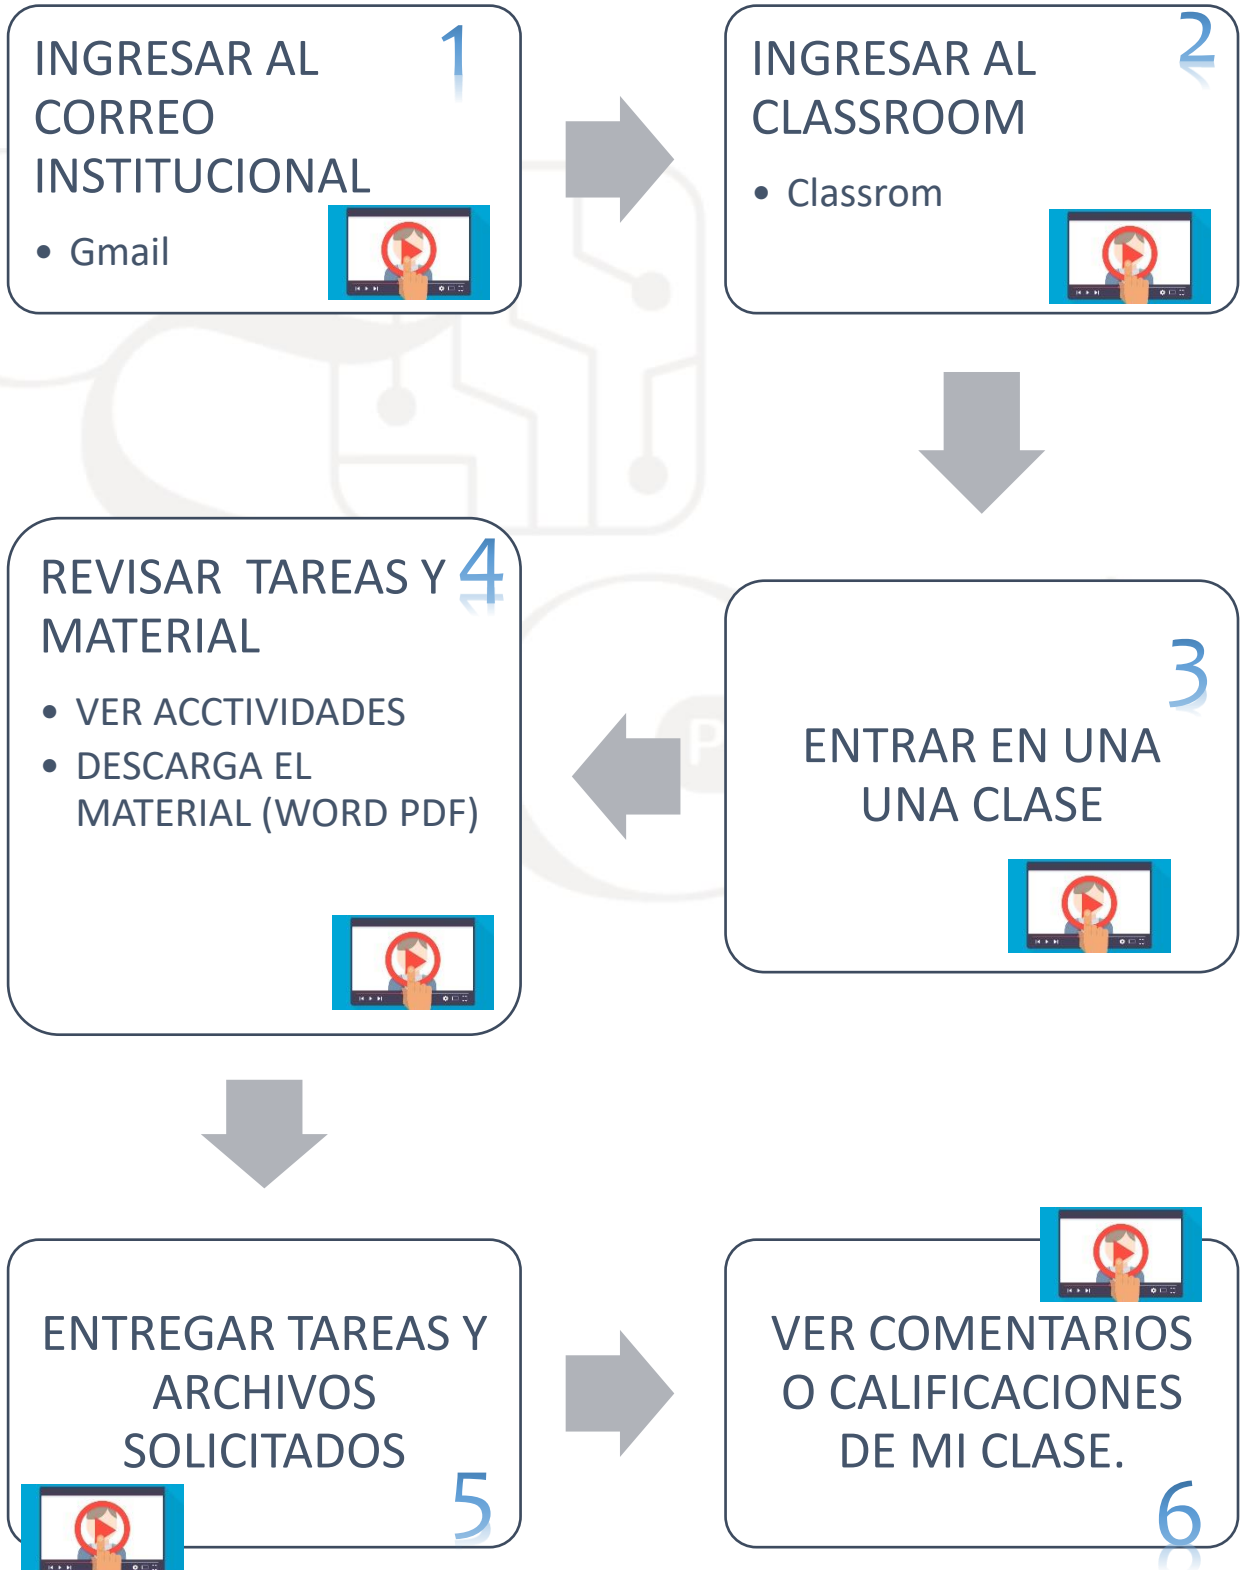 1
INGRESAR AL
CORREO
INSTITUCIONAL
• Gmail
2
INGRESAR AL
CLASSROOM
• Classrom
3
ENTRAR EN UNA
UNA CLASE
4
REVISAR  TAREAS Y
MATERIAL
• VER ACCTIVIDADES
• DESCARGA EL
MATERIAL (WORD PDF)
ENTREGAR TAREAS Y
ARCHIVOS
SOLICITADOS
5
VER COMENTARIOS
O CALIFICACIONES
DE MI CLASE.
6
P